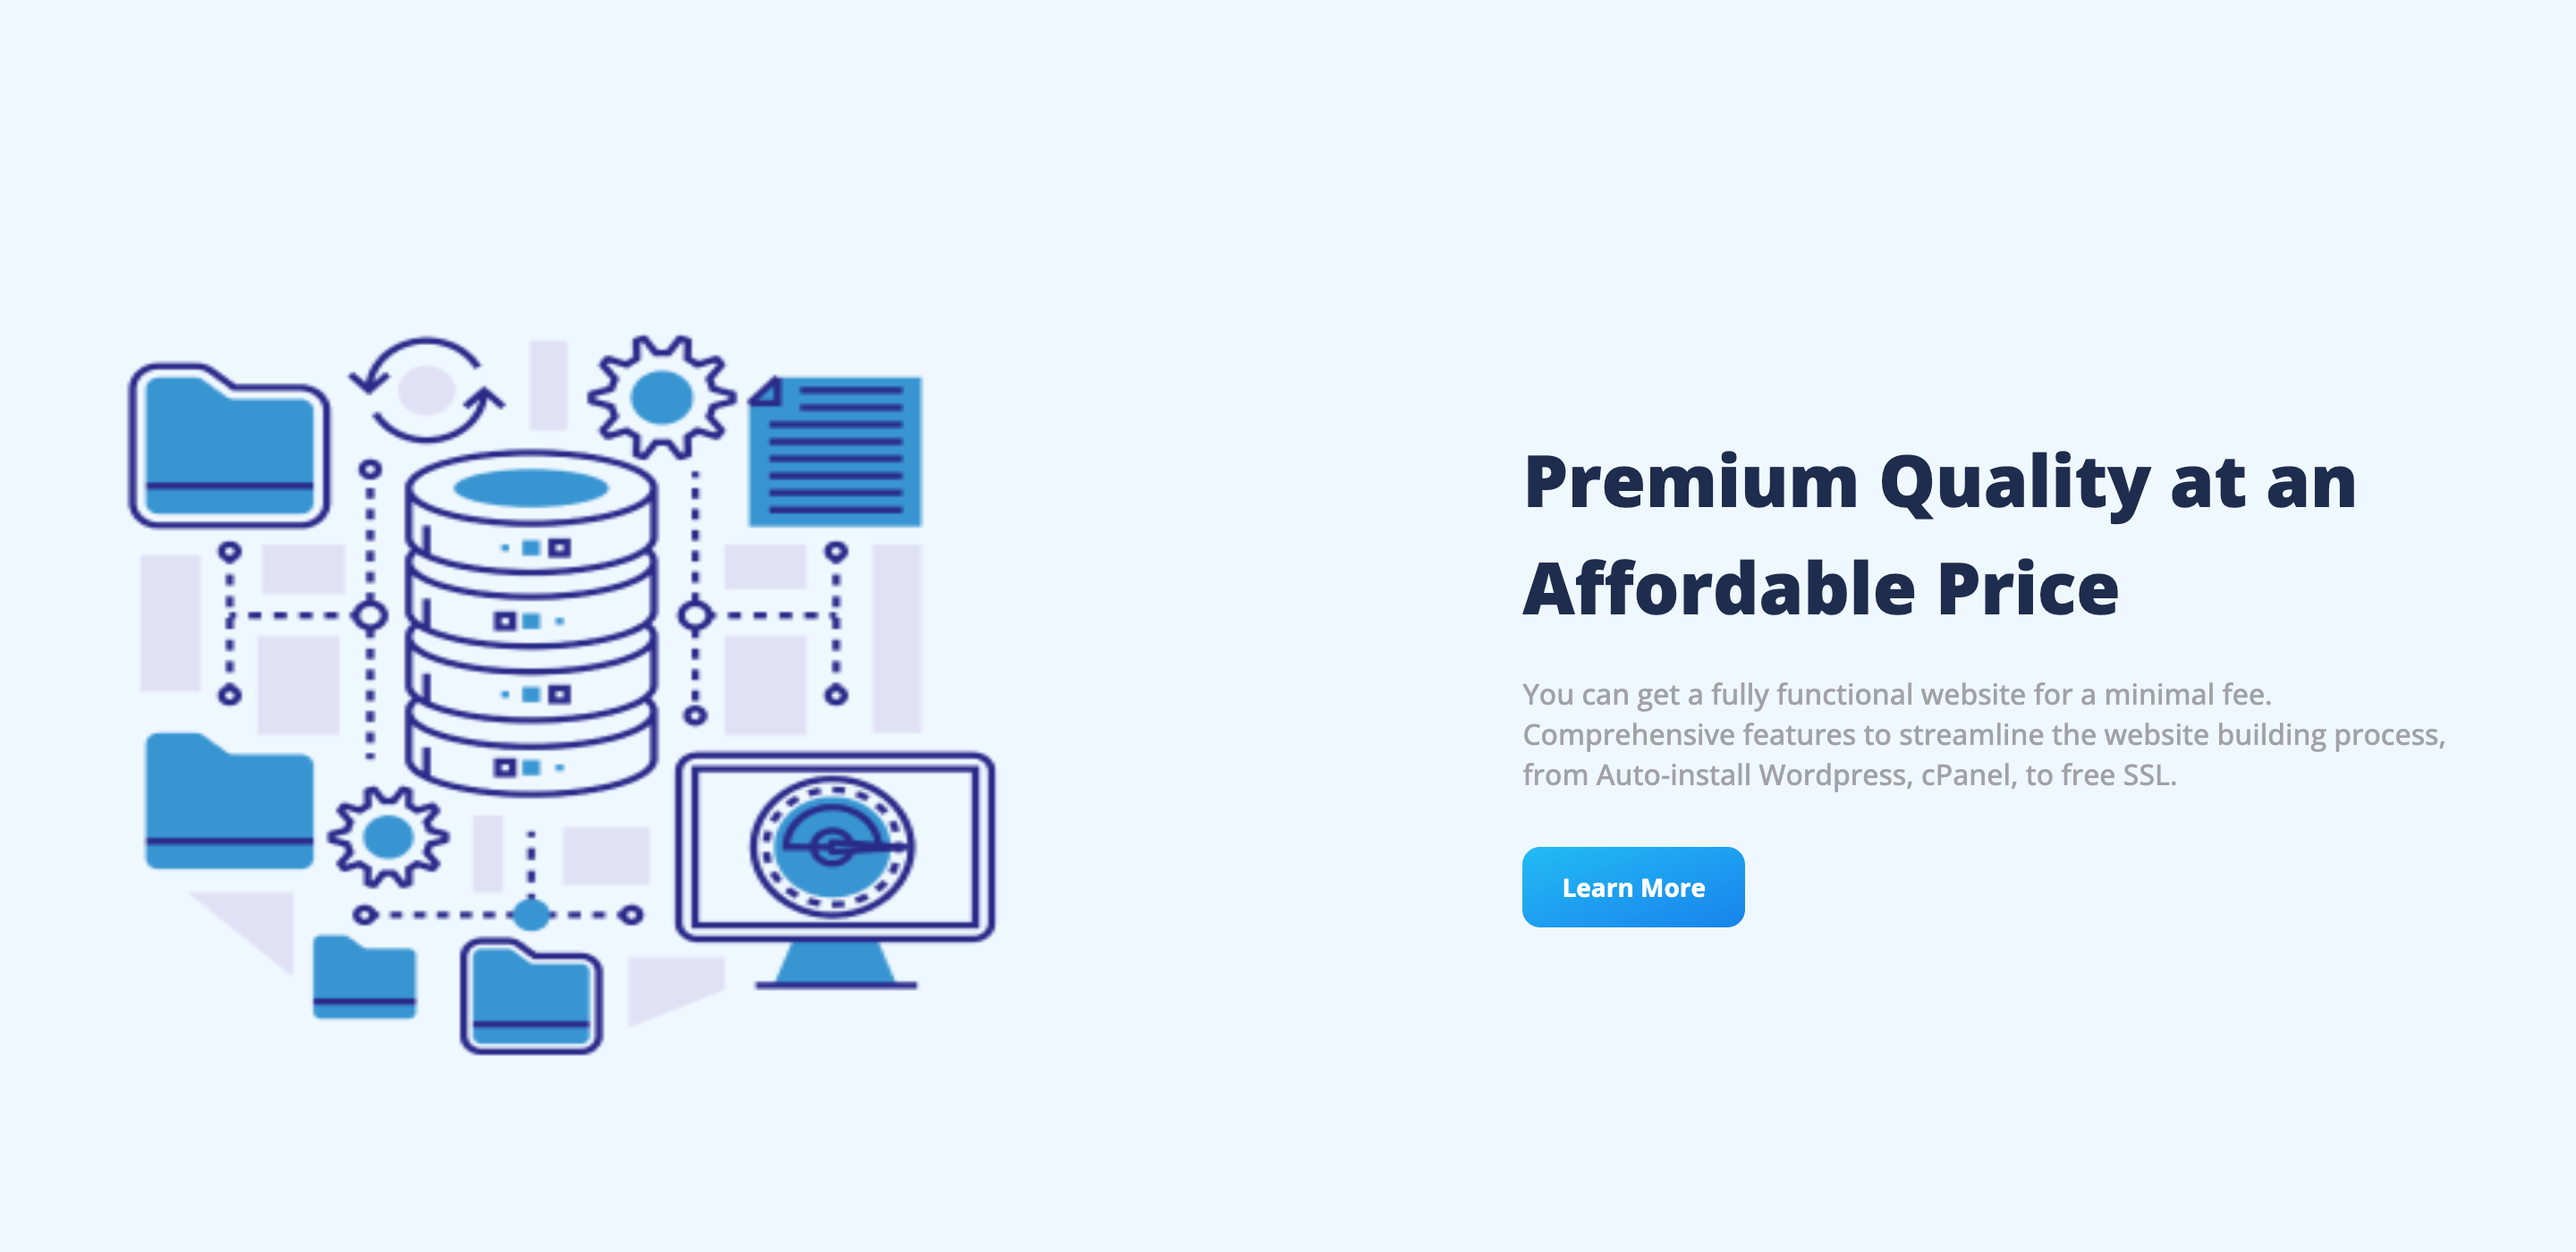 Premium Quality at an
Affordable Price
You can get a fully functional website for a minimal fee.
Comprehensive features to streamline the website building process,
from Auto-install Wordpress, cPanel, to free SSL.
Learn More